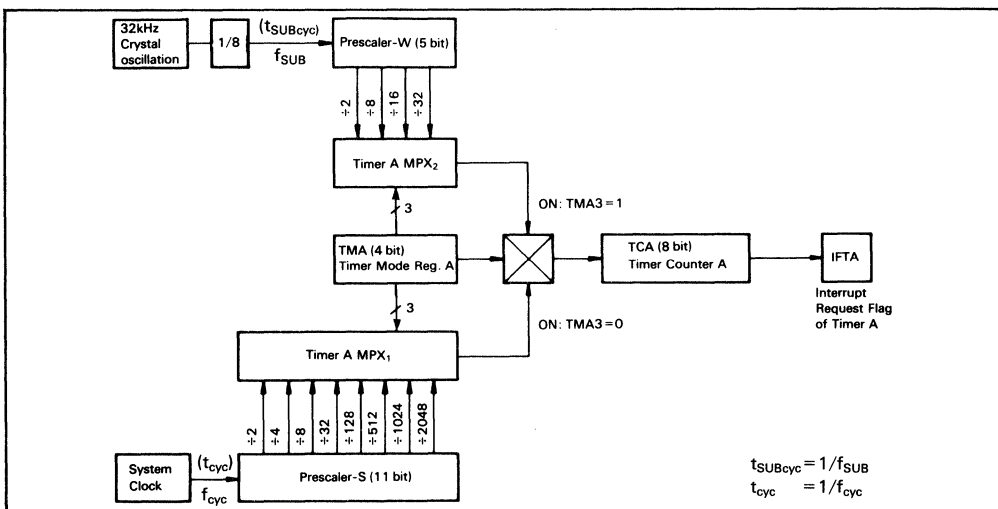 32kHz
Crystal
oscillation
1/8
(tSUBcyc)
fSUB
Prescaler-W (5 bit)
÷2
÷8
÷16
÷32
Timer A MPX2
3
ON: TMA3=1
TMA (4 bit)
Timer Mode Reg. A
TCA (8 bit)
Timer Counter A
IFTA
Interrupt
Request Flag
of Timer A
3
ON: TMA3=0
Timer A MPX1
÷2
÷4
÷8
÷32
÷128
÷512
÷1024
÷2048
System
Clock
(tcyc)
fcyc
Prescaler-S (11 bit)
tSUBcyc=1/fSUB
tcyc =1/fcyc